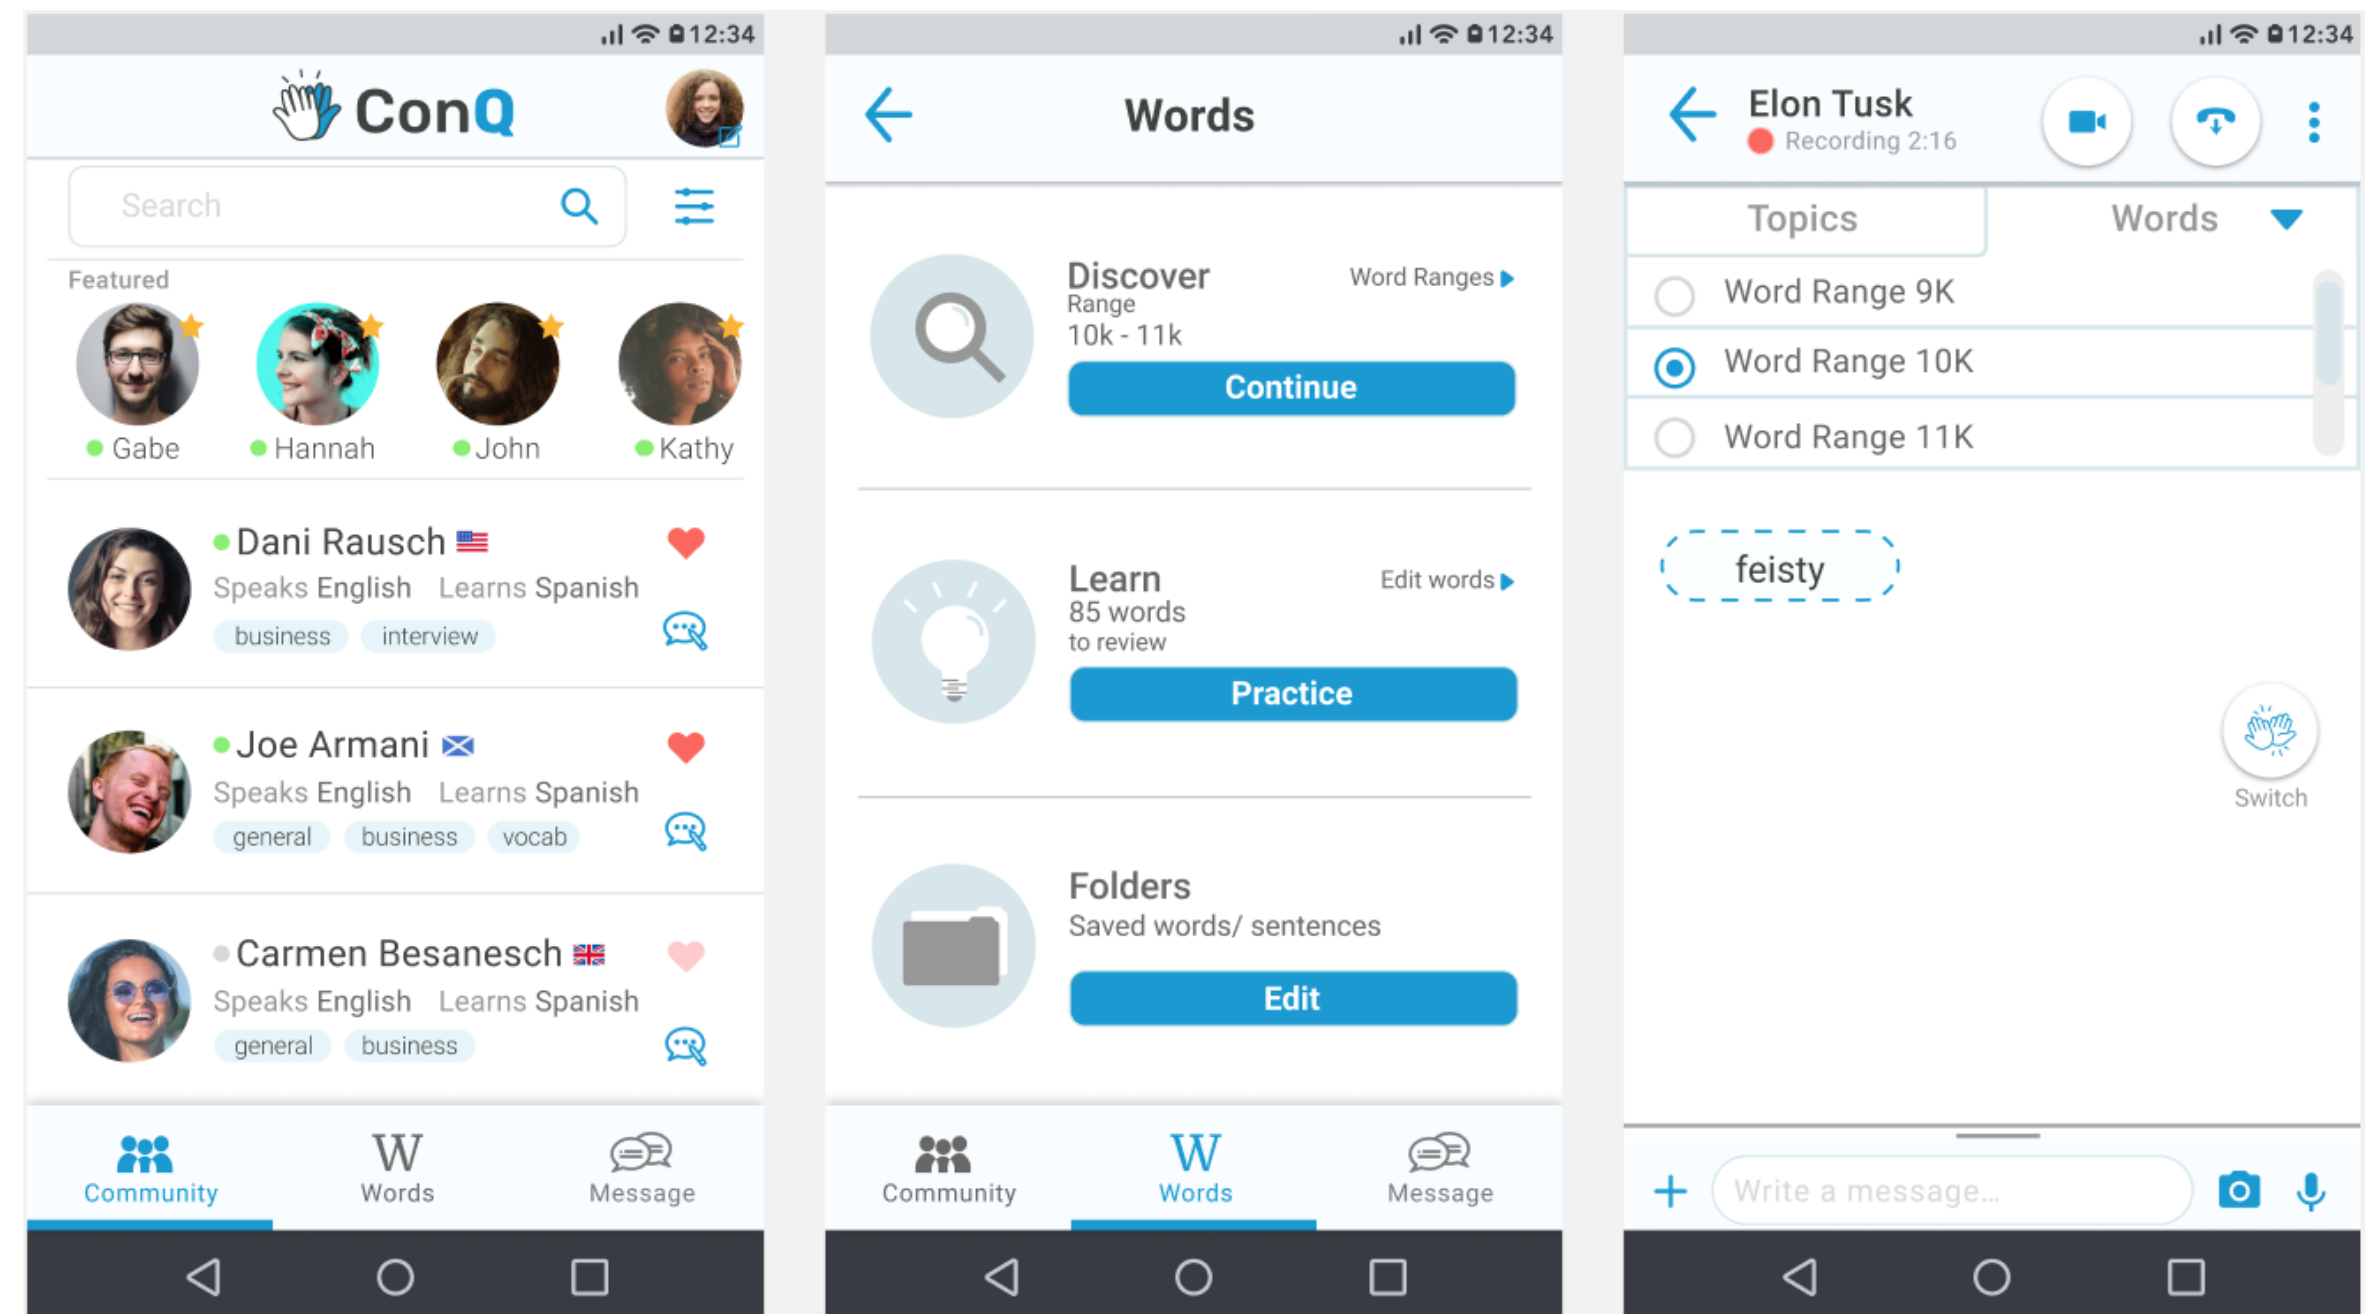 12:34
ConQ
Search
Featured
Gabe
Hannah
John
Kathy
Dani Rausch
Speaks English Learns Spanish
business interview
Joe Armani
Speaks English Learns Spanish
general business vocab
Carmen Besanesch
Speaks English Learns Spanish
general business
W
Community Words Message
12:34
Words
Discover Word Ranges
Range
10k - 11k
Continue
Learn Edit words
85 words
to review
Practice
Folders
Saved words/ sentences
Edit
W
Community Words Message
12:34
Elon Tusk
Recording 2:16
Topics Words
Word Range 9K
Word Range 10K
Word Range 11K
feisty
Switch
Write a message...